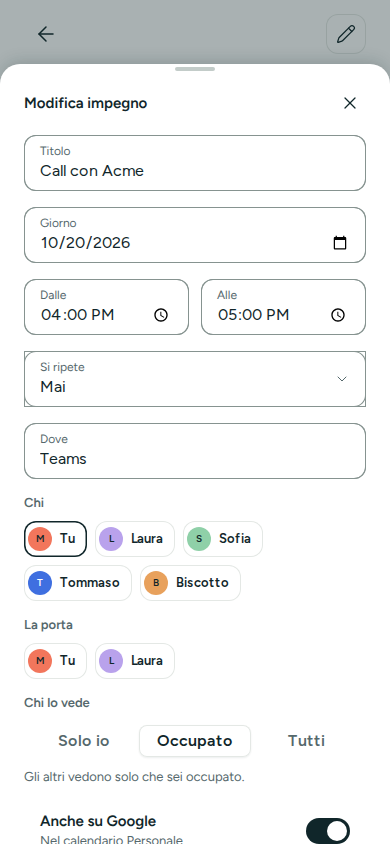 Modifica impegno
Titolo
Call con Acme
Giorno
10/20/2026
Dalle
04:00 PM
Alle
05:00 PM
Si ripete
Mai
Dove
Teams
Chi
M Tu L Laura S Sofia
T Tommaso B Biscotto
La porta
M Tu L Laura
Chi lo vede
Solo io Occupato Tutti
Gli altri vedono solo che sei occupato.
Anche su Google
Nel calendario Personale